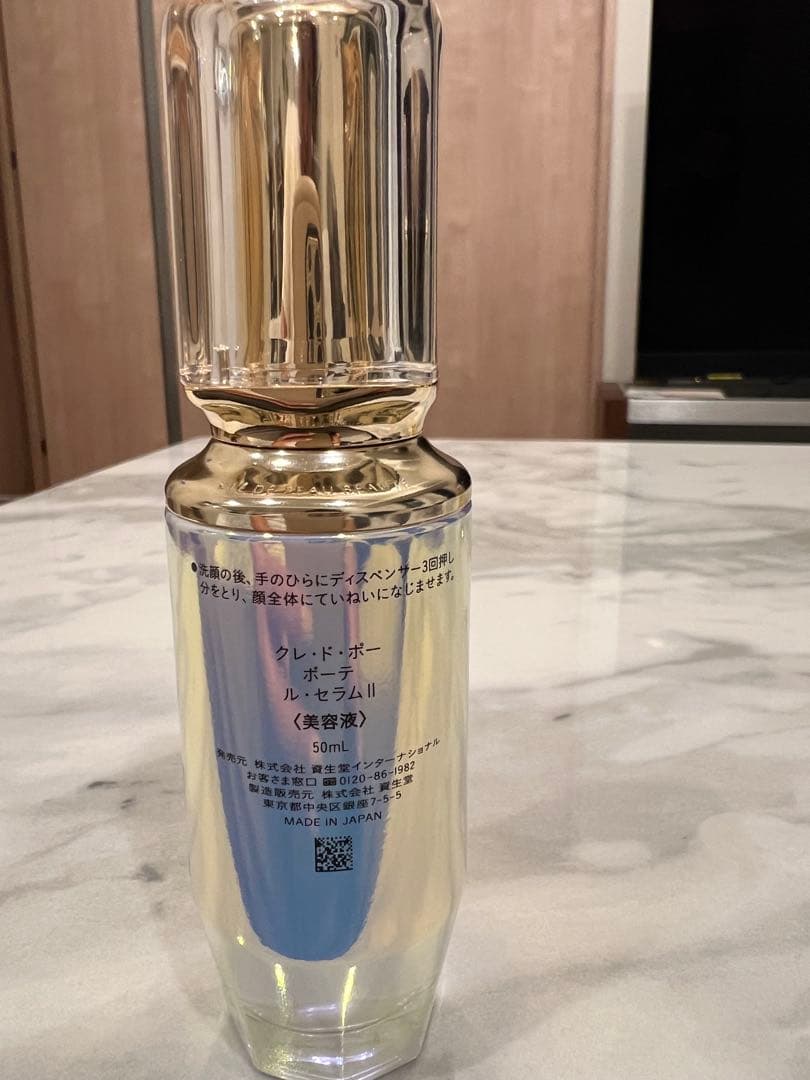 ●洗顔の後、手のひらにディスペンサー3回押し
分をとり、顔全体にていねいになじませます。
クレ・ド・ポー
ボーテ
ル・セラムⅡ
〈美容液〉
50mL
発売元 株式会社 資生堂インターナショナル
お客さま窓口 0120-86-1982
製造販売元 株式会社 資生堂
東京都中央区銀座7-5-5
MADE IN JAPAN